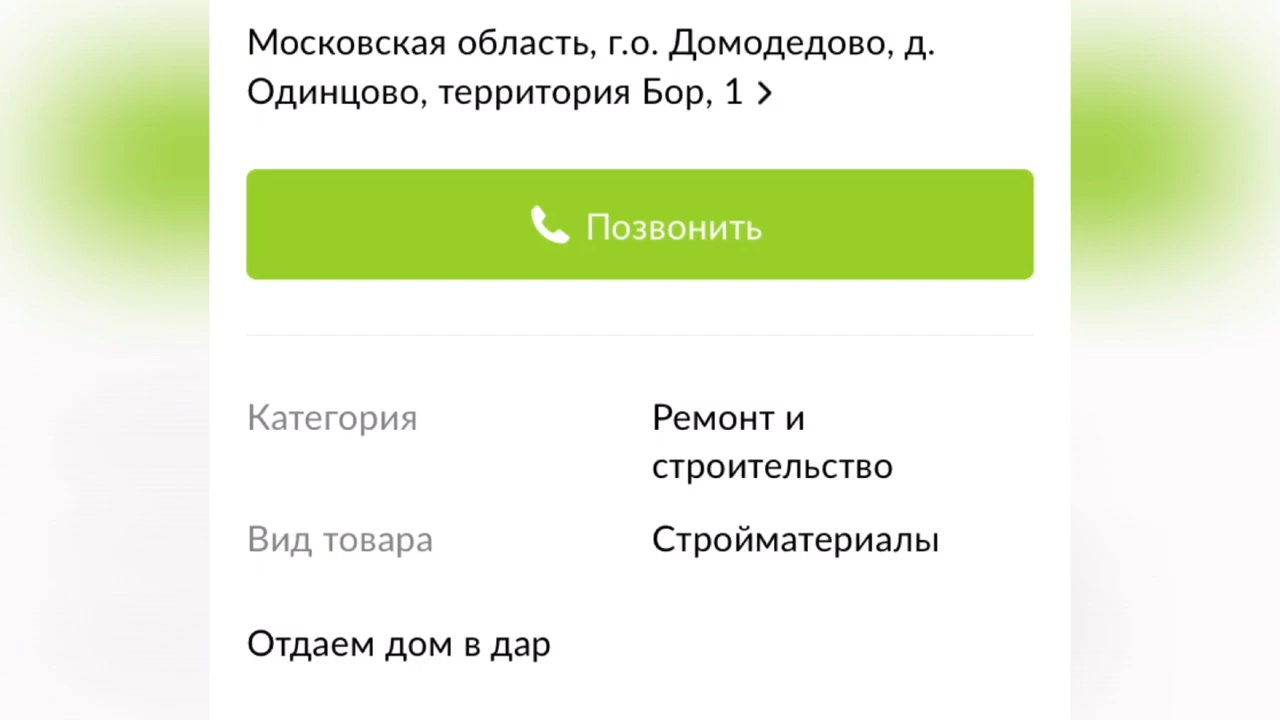 Московская область, г.о. Домодедово, д.
Одинцово, территория Бор, 1
Позвонить
Категория
Ремонт и
строительство
Вид товара
Стройматериалы
Отдаем дом в дар